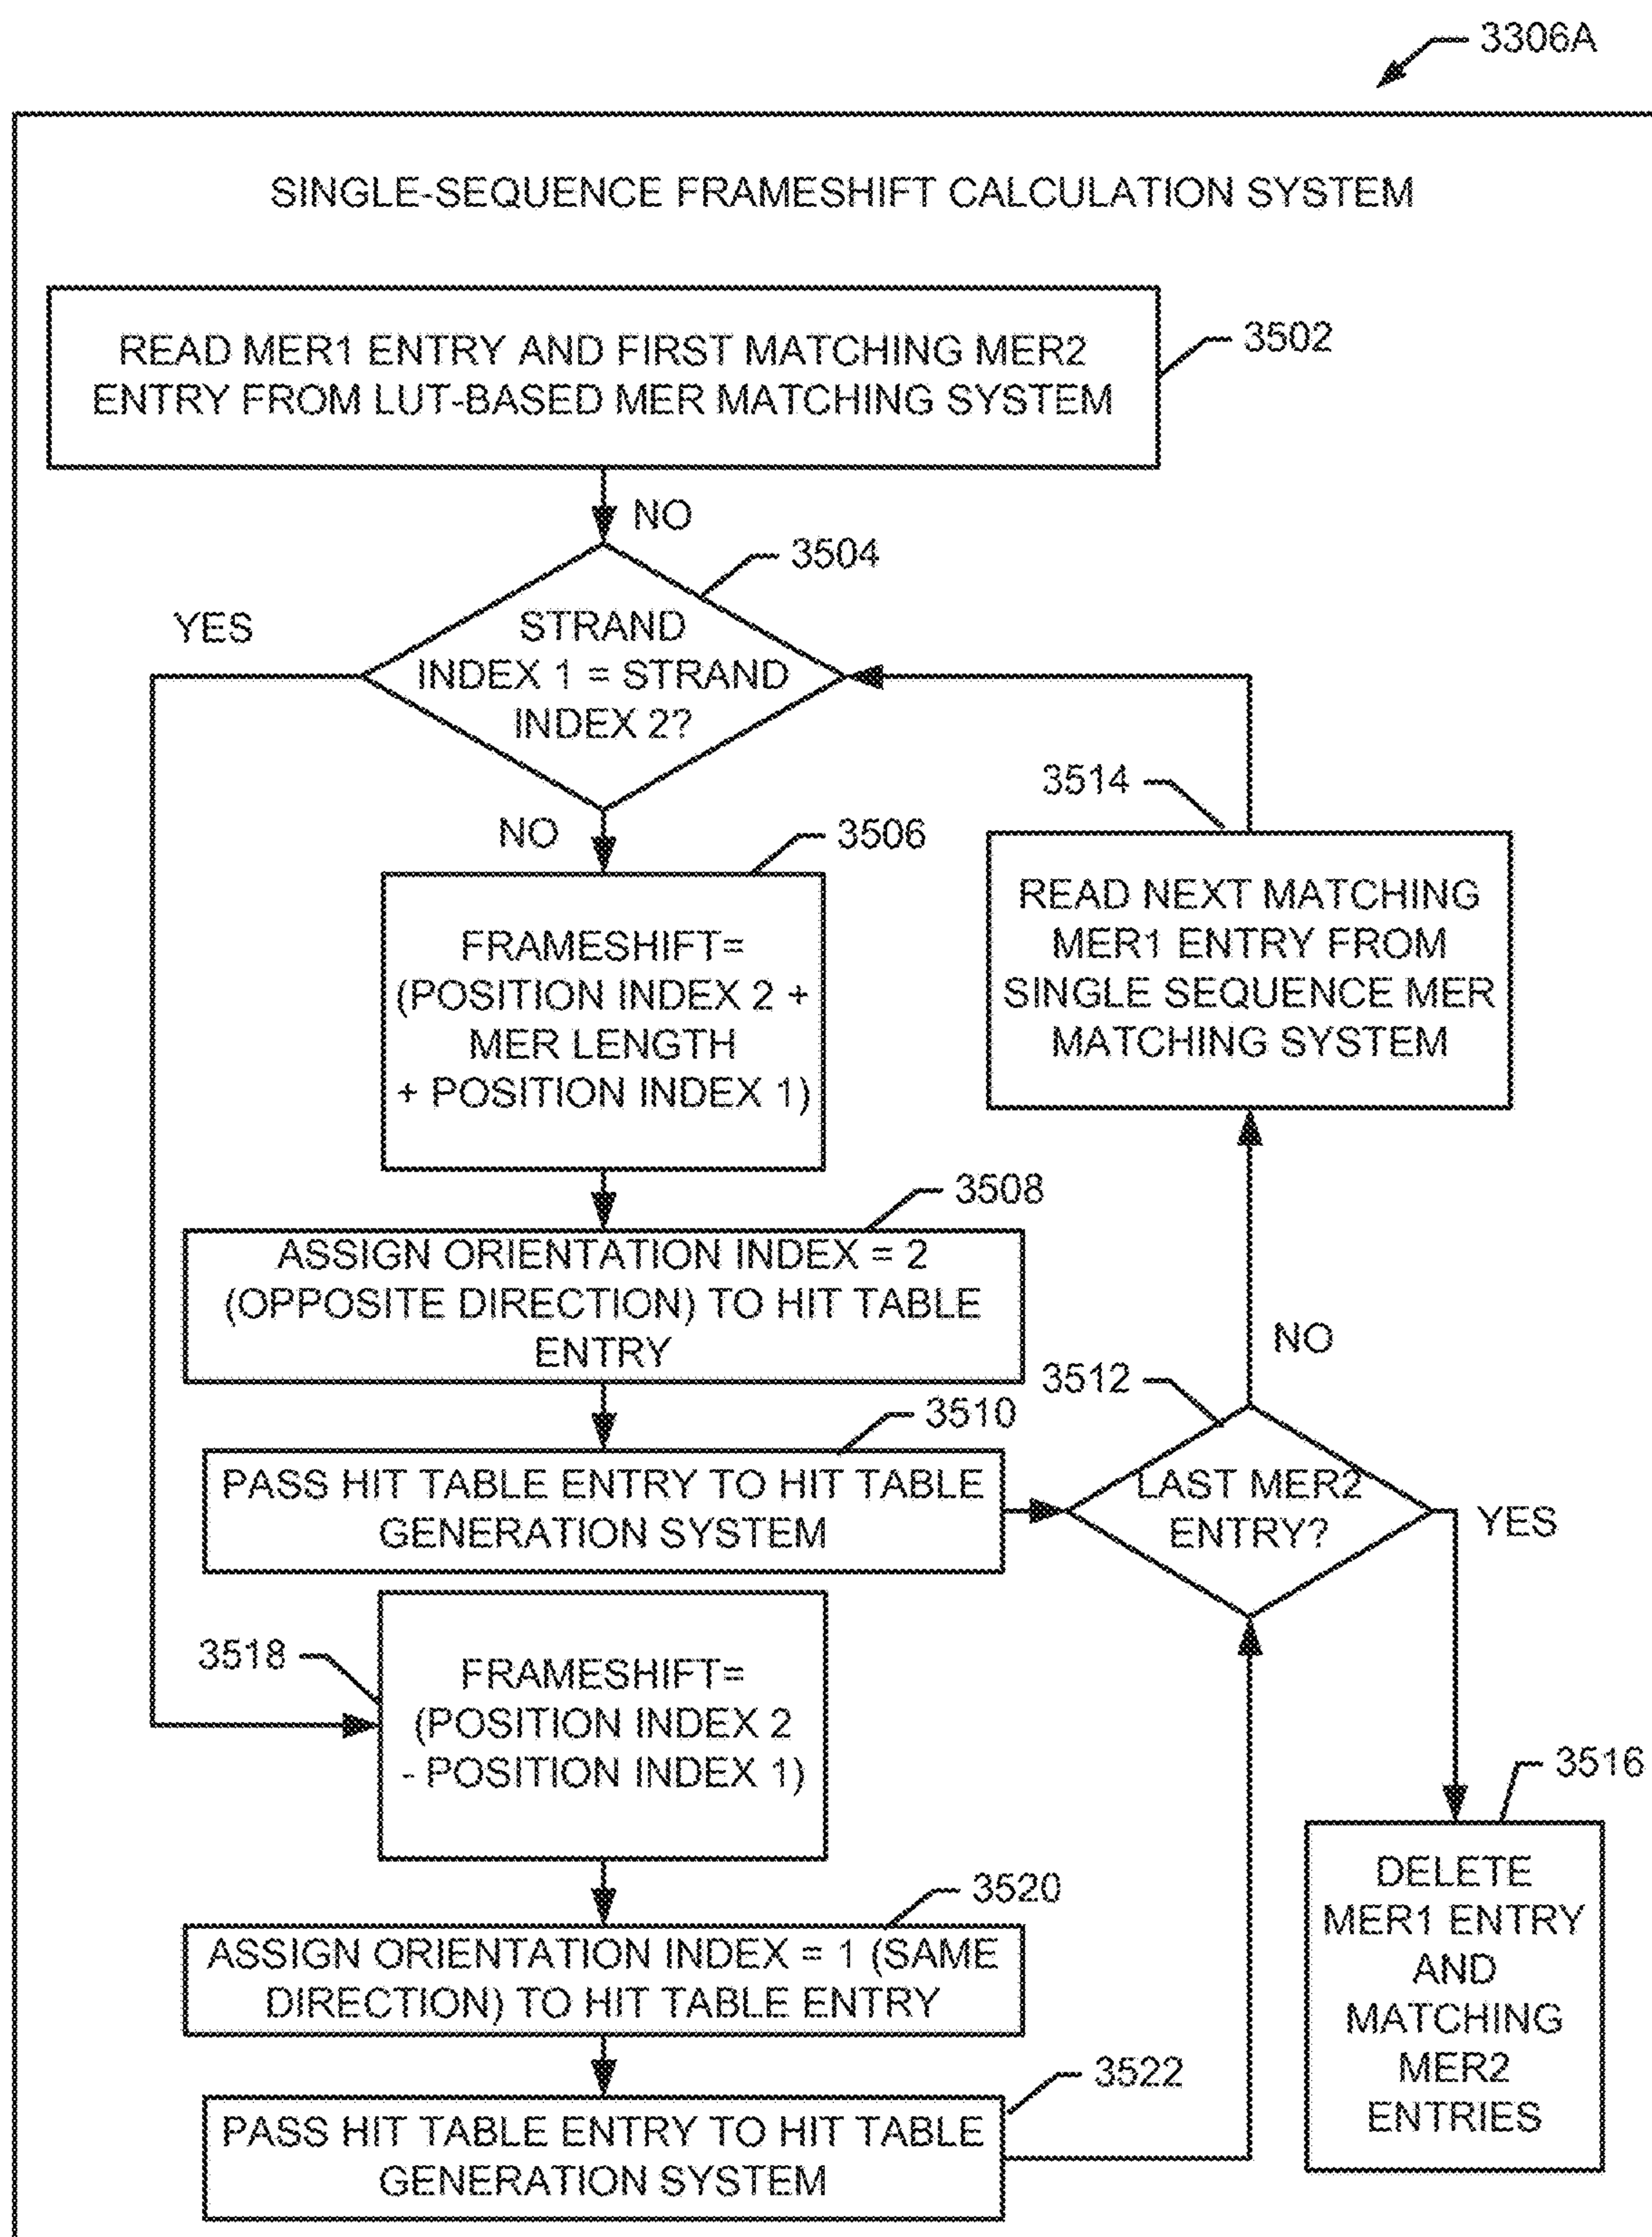 3306A
SINGLE-SEQUENCE FRAMESHIFT CALCULATION SYSTEM
READ MER1 ENTRY AND FIRST MATCHING MER2
ENTRY FROM LUT-BASED MER MATCHING SYSTEM
3502
NO
3504
YES
STRAND
INDEX 1 = STRAND
INDEX 2?
NO
3506
FRAMESHIFT=
(POSITION INDEX 2 +
MER LENGTH
+ POSITION INDEX 1)
3514
READ NEXT MATCHING
MER1 ENTRY FROM
SINGLE SEQUENCE MER
MATCHING SYSTEM
3508
ASSIGN ORIENTATION INDEX = 2
(OPPOSITE DIRECTION) TO HIT TABLE
ENTRY
NO
3512
3510
PASS HIT TABLE ENTRY TO HIT TABLE
GENERATION SYSTEM
LAST MER2
ENTRY?
YES
3518
FRAMESHIFT=
(POSITION INDEX 2
- POSITION INDEX 1)
3516
DELETE
MER1 ENTRY
AND
MATCHING
MER2
ENTRIES
3520
ASSIGN ORIENTATION INDEX = 1 (SAME
DIRECTION) TO HIT TABLE ENTRY
3522
PASS HIT TABLE ENTRY TO HIT TABLE
GENERATION SYSTEM